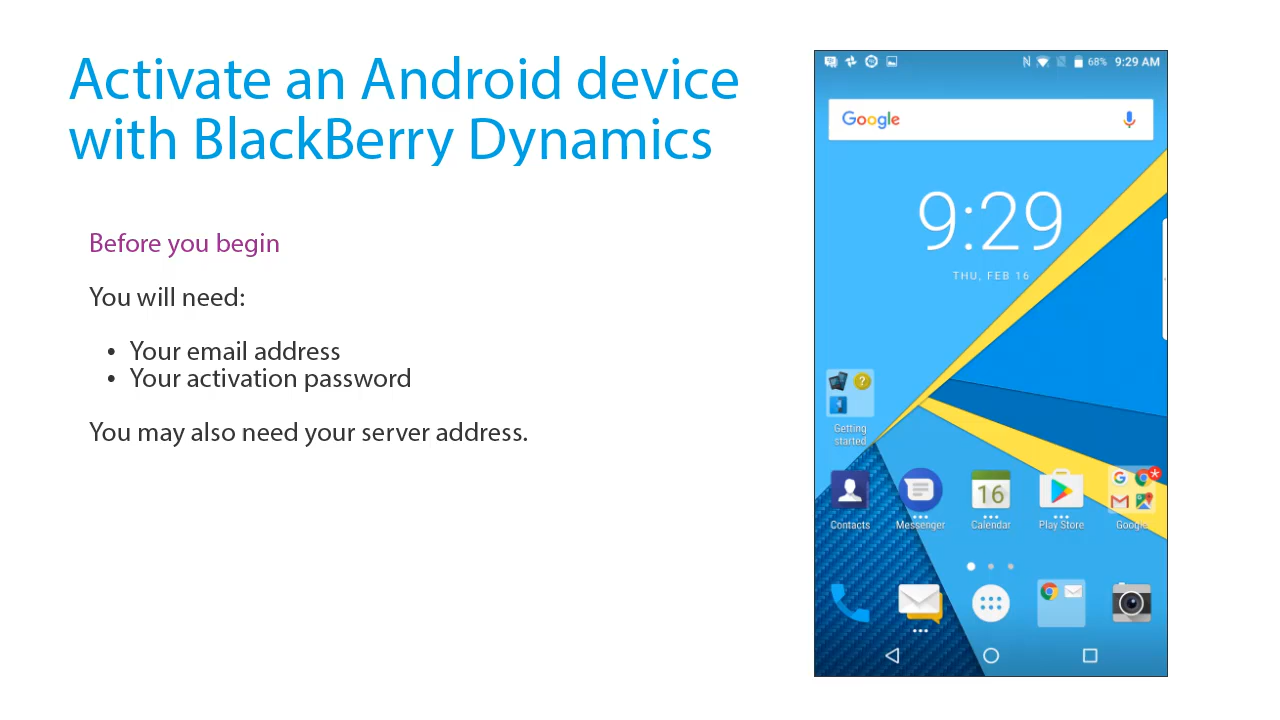 Activate an Android device
with BlackBerry Dynamics
Before you begin
You will need:
• Your email address
• Your activation password
You may also need your server address.
68% 9:29 AM
Google
9:29
THU, FEB 16
Getting
started
16
Contacts
Messenger
Calendar
Play Store
Google